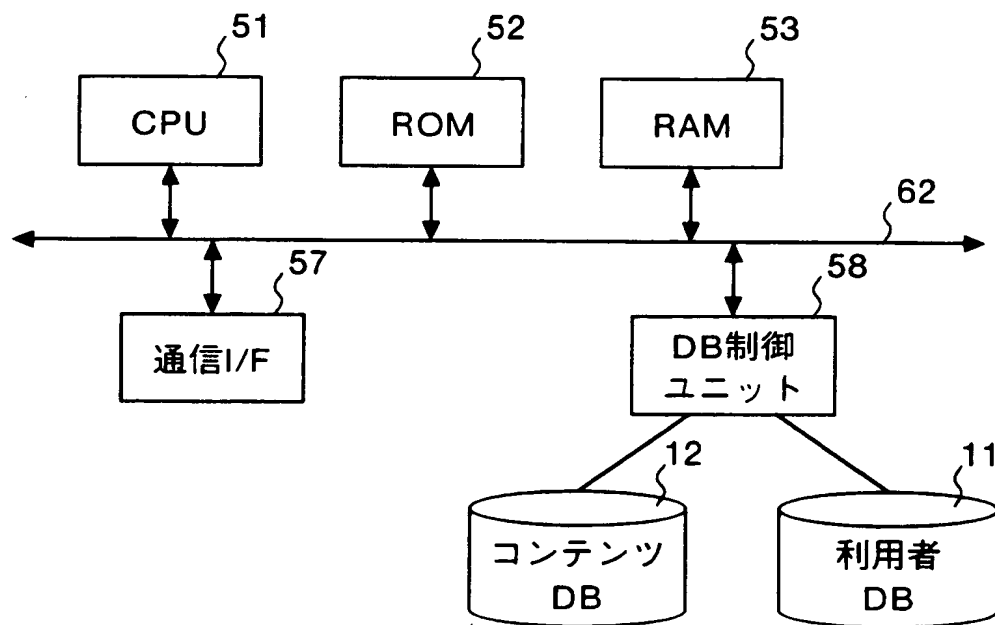 51
52
53
CPU
ROM
RAM
62
57
58
通信I/F
DB制御
ユニット
12
11
コンテンツ
DB
利用者
DB